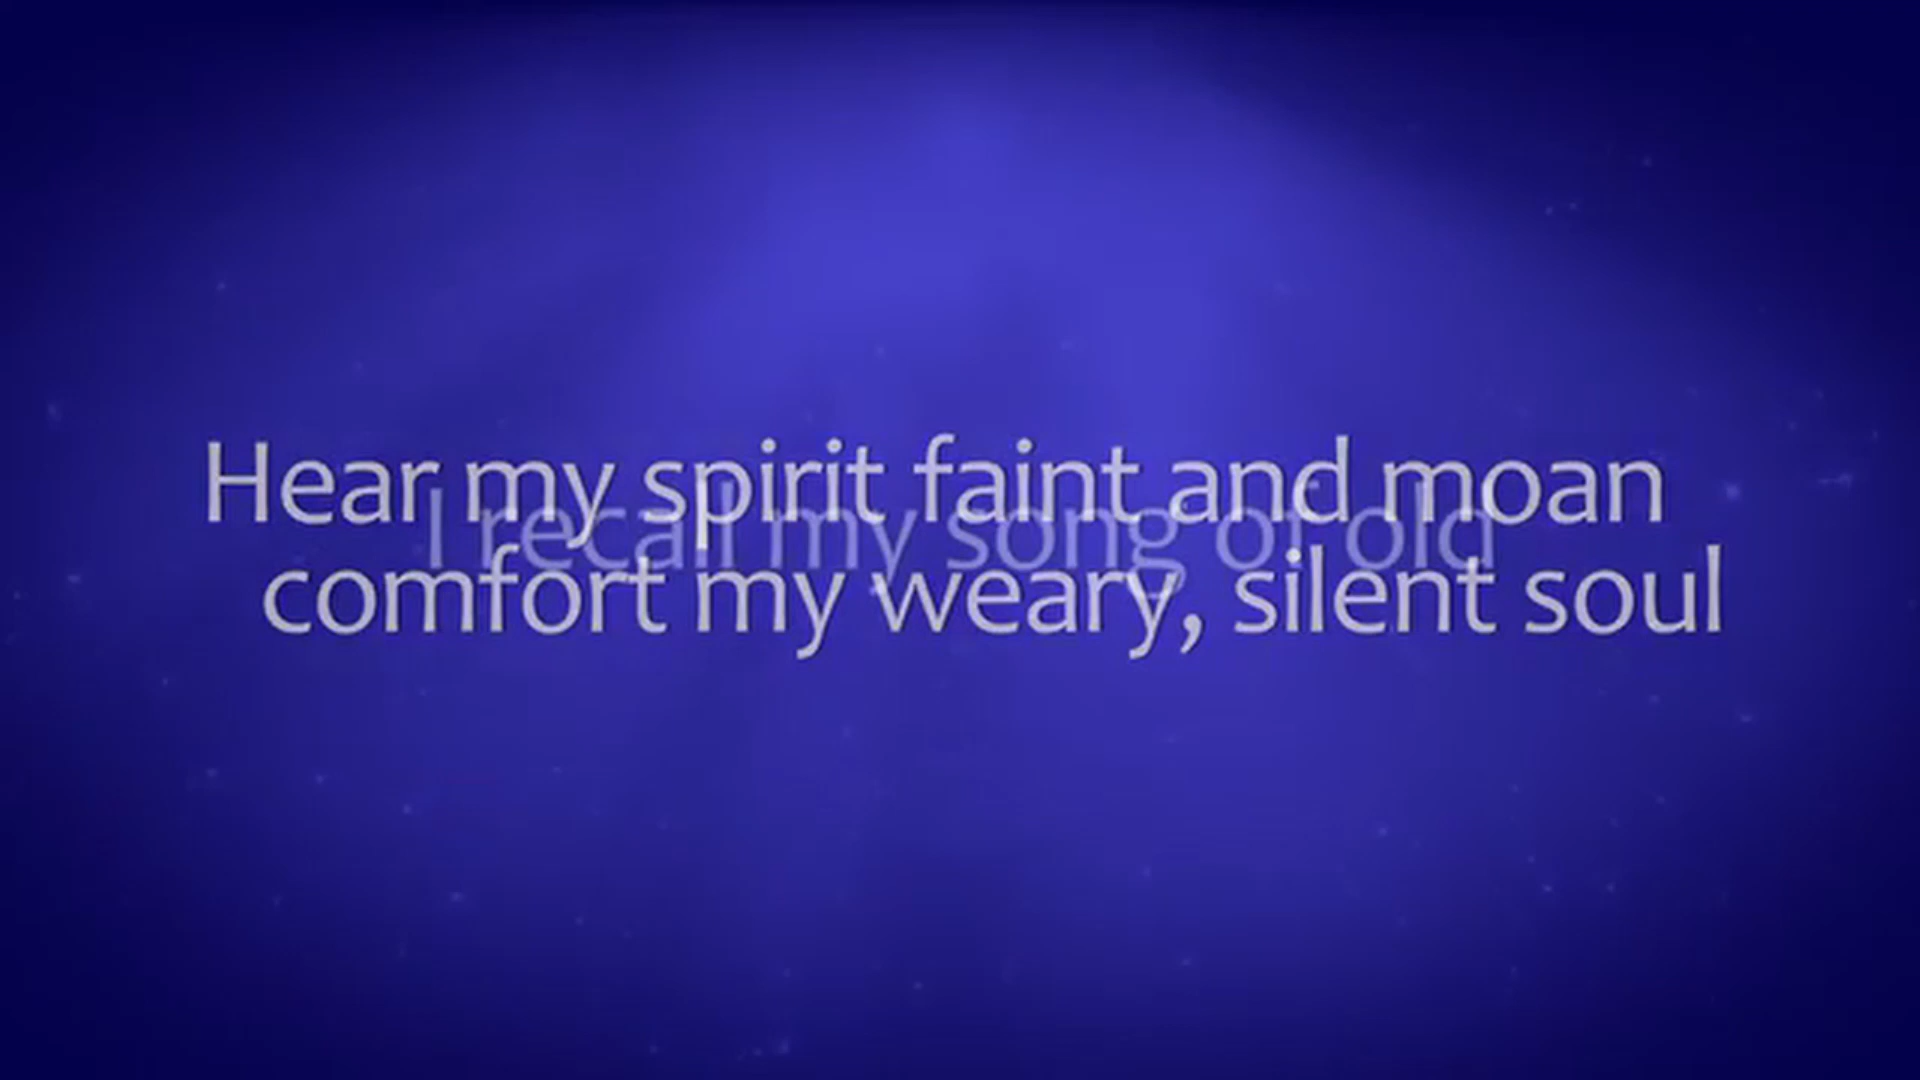 Hear my spirit faint and moan
I recall my song of old
comfort my weary, silent soul